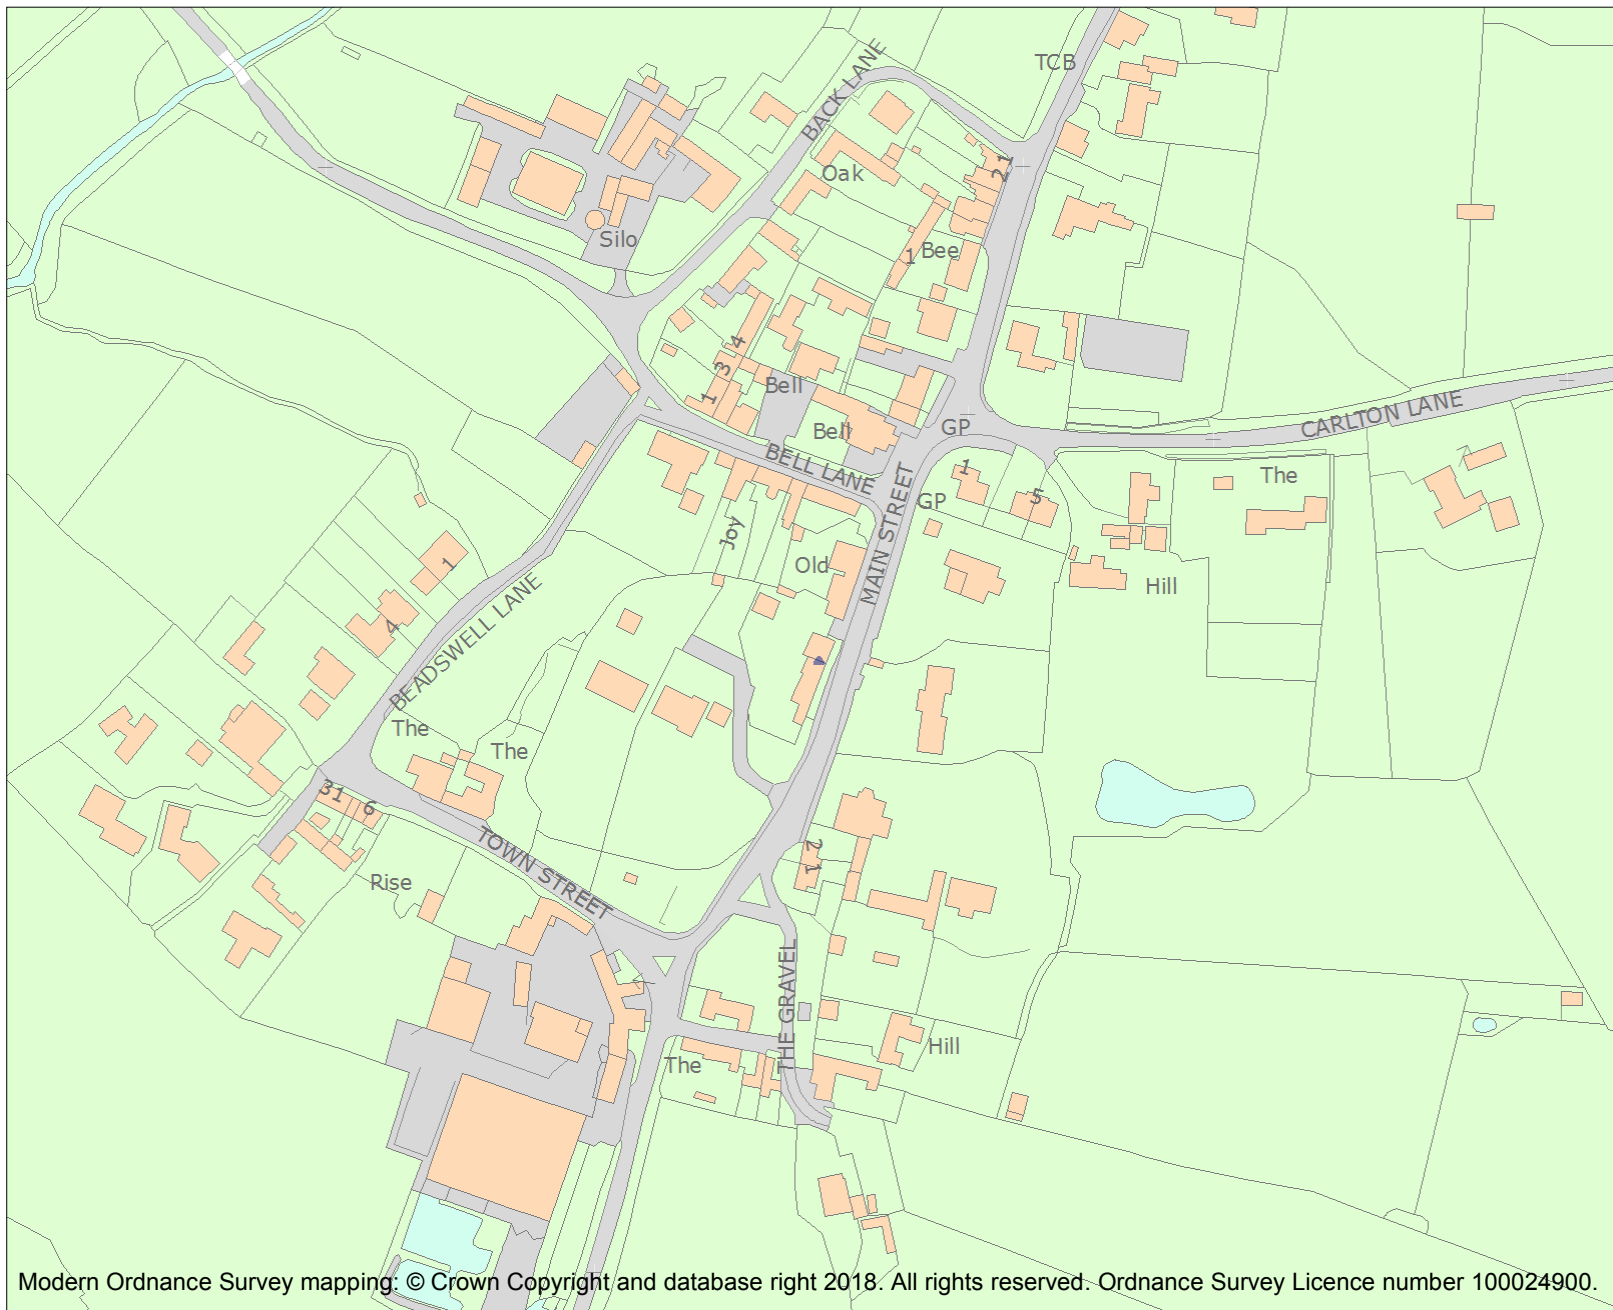 TCB
BACK LANE
Oak
21
Silo
Bee
1
4
3
1
Bell
Bell
GP
CARLTON LANE
BELL LANE
MAIN STREET
1
GP
5
The
Joy
Old
1
Hill
4
BEADSWELL LANE
The
The
31
6
TOWN STREET
2
1
Rise
THE GRAVEL
The
Hill
Modern Ordnance Survey mapping: © Crown Copyright and database right 2018. All rights reserved. Ordnance Survey Licence number 100024900.